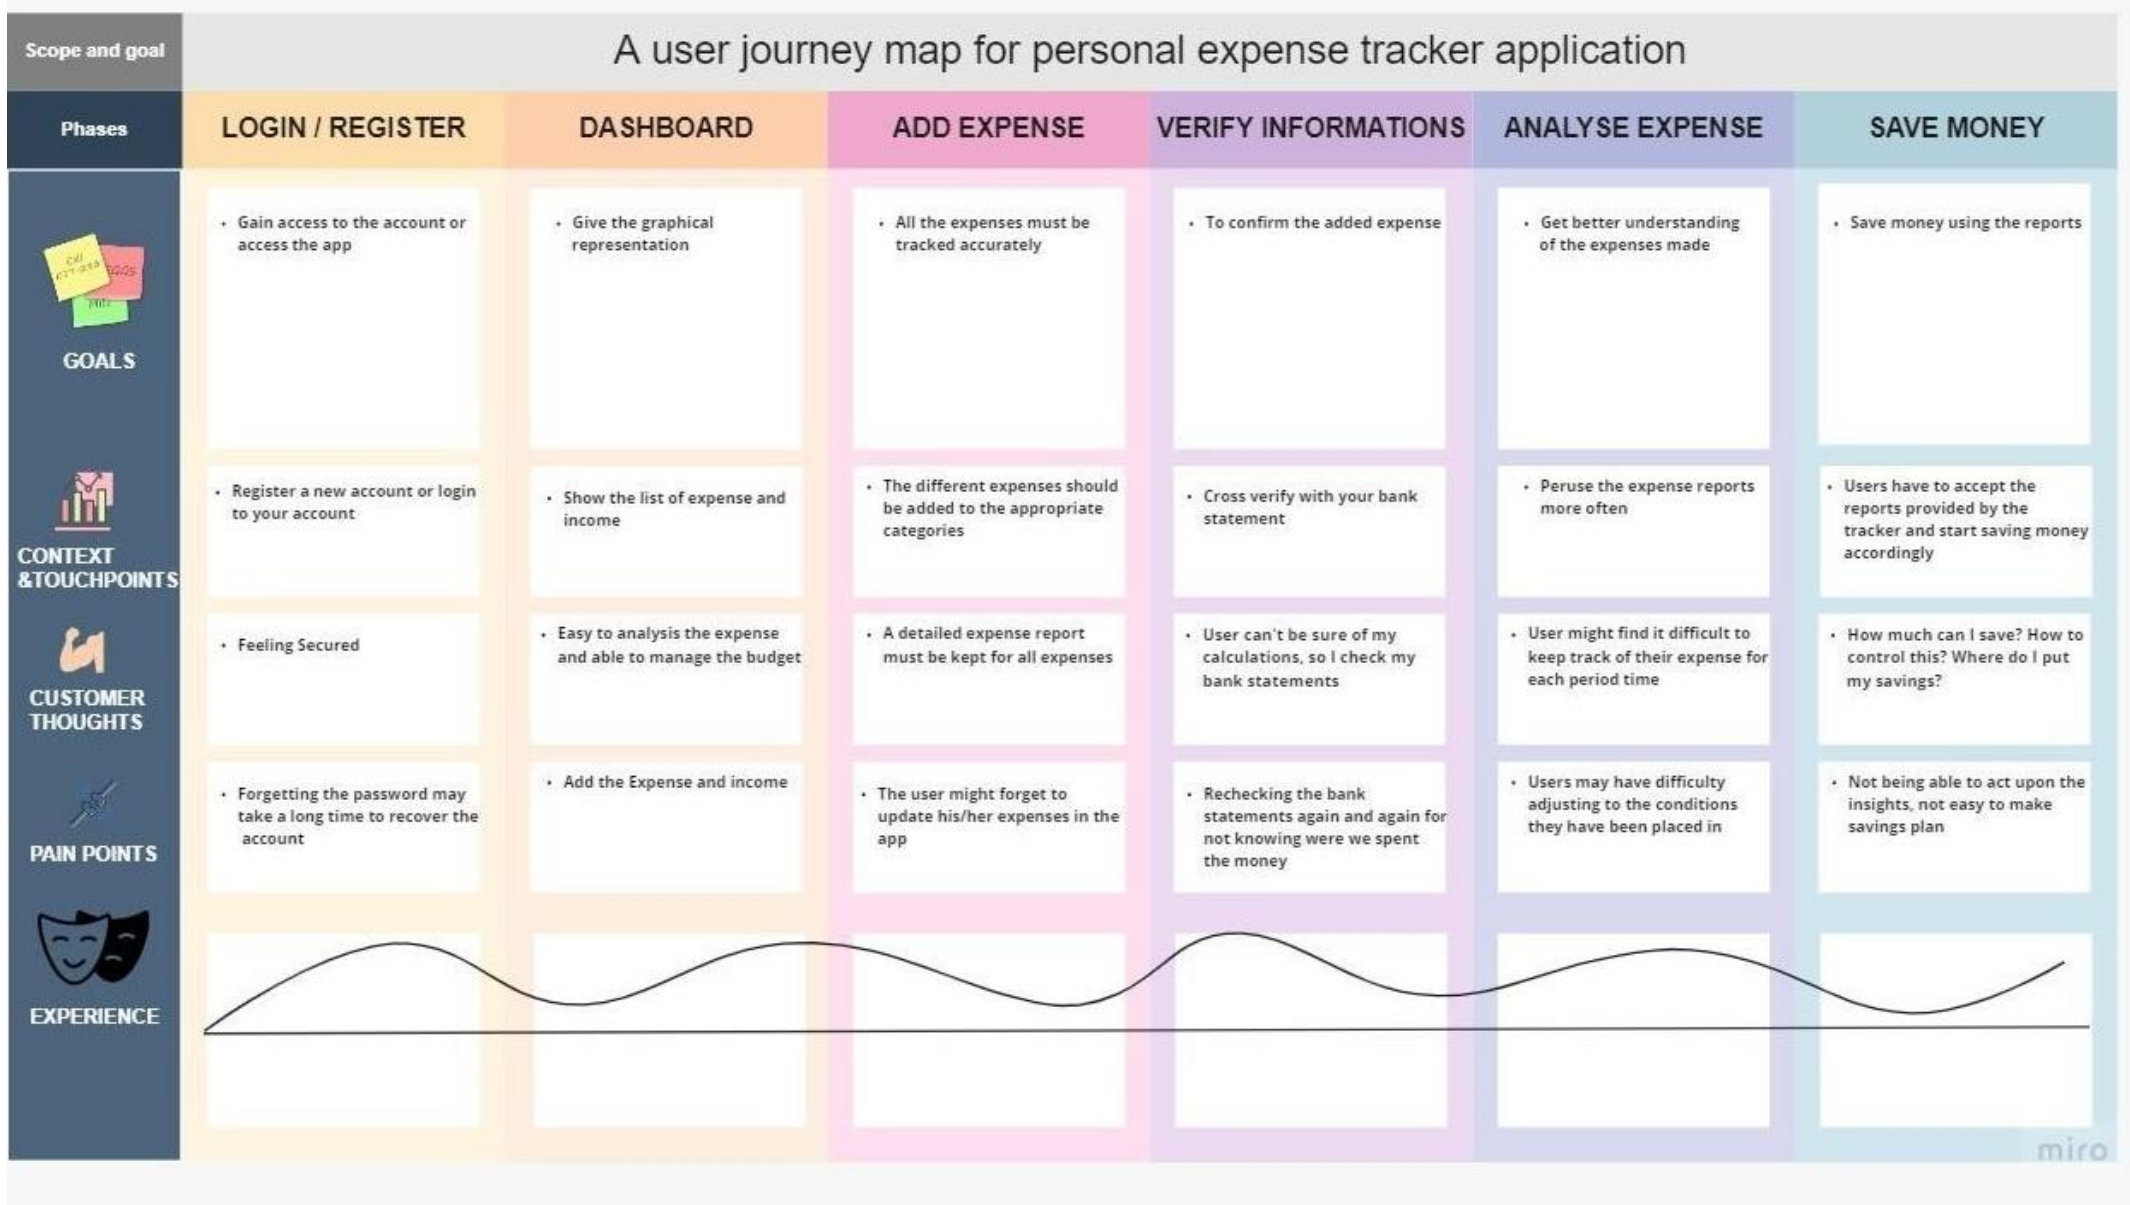 Scope and goal
A user journey map for personal expense tracker application
Phases
LOGIN / REGISTER
DASHBOARD
ADD EXPENSE
VERIFY INFORMATIONS
ANALYSE EXPENSE
SAVE MONEY
GOALS
• Gain access to the account or
access the app
• Give the graphical
representation
• All the expenses must be
tracked accurately
• To confirm the added expense
• Get better understanding
of the expenses made
• Save money using the reports
CONTEXT
&TOUCHPOINTS
• Register a new account or login
to your account
• Show the list of expense and
income
• The different expenses should
be added to the appropriate
categories
• Cross verify with your bank
statement
• Peruse the expense reports
more often
• Users have to accept the
reports provided by the
tracker and start saving money
accordingly
CUSTOMER
THOUGHTS
• Feeling Secured
• Easy to analysis the expense
and able to manage the budget
• A detailed expense report
must be kept for all expenses
• User can't be sure of my
calculations, so I check my
bank statements
• User might find it difficult to
keep track of their expense for
each period time
• How much can I save? How to
control this? Where do I put
my savings?
PAIN POINTS
• Forgetting the password may
take a long time to recover the
account
• Add the Expense and income
• The user might forget to
update his/her expenses in the
app
• Rechecking the bank
statements again and again for
not knowing were we spent
the money
• Users may have difficulty
adjusting to the conditions
they have been placed in
• Not being able to act upon the
insights, not easy to make
savings plan
EXPERIENCE
miro